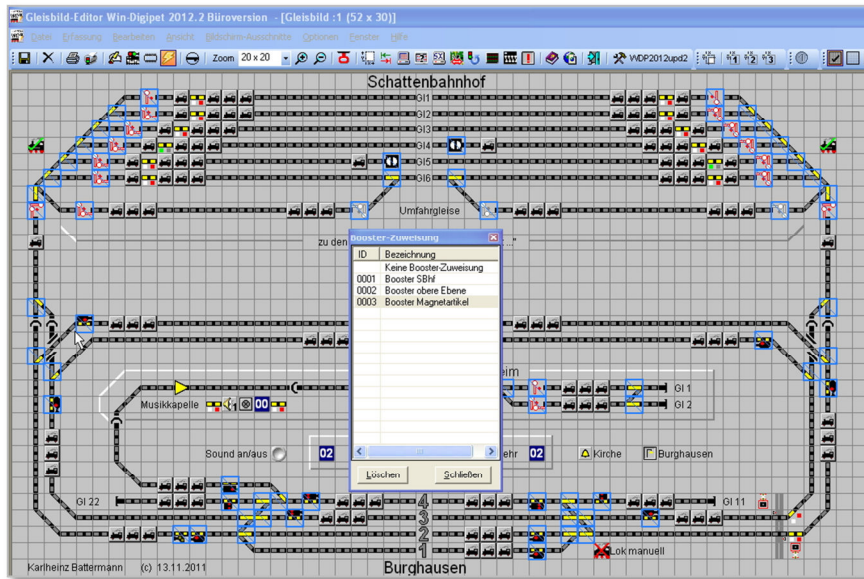 Gleisbild-Editor Win-Digipet 2012.2 Büroversion - [Gleisbild :1 (52 x 30)]
Datei Erfassung Bearbeiten Ansicht Bildschirm-Ausschnitte Optionen Fenster Hilfe
Zoom 20 x 20 WDP2012upd2
Schattenbahnhof
Gl1
Gl2
Gl3
Gl4
Gl5
Gl6
Umfahrgleise
zu den
Booster-Zuweisung
ID Bezeichnung
Keine Booster-Zuweisung
0001 Booster SBhf
0002 Booster obere Ebene
0003 Booster Magnetartikel
Löschen Schließen
eim
Gl 1
Gl 2
Musikkapelle 1 00
Sound an/aus 02 ehr 02 Kirche Burghausen
Gl 22 4 Gl 11
3
2
1 Lok manuell
Karlheinz Battermann (c) 13.11.2011 Burghausen